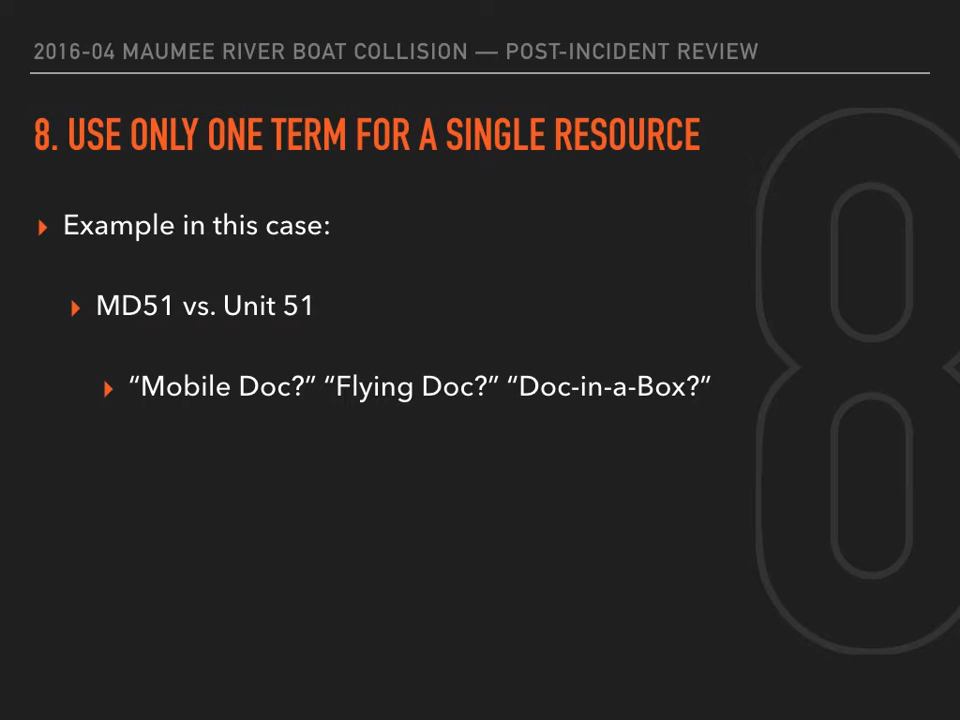 2016-04 MAUMEE RIVER BOAT COLLISION — POST-INCIDENT REVIEW
8. USE ONLY ONE TERM FOR A SINGLE RESOURCE
Example in this case:
MD51 vs. Unit 51
“Mobile Doc?” “Flying Doc?” “Doc-in-a-Box?”
8